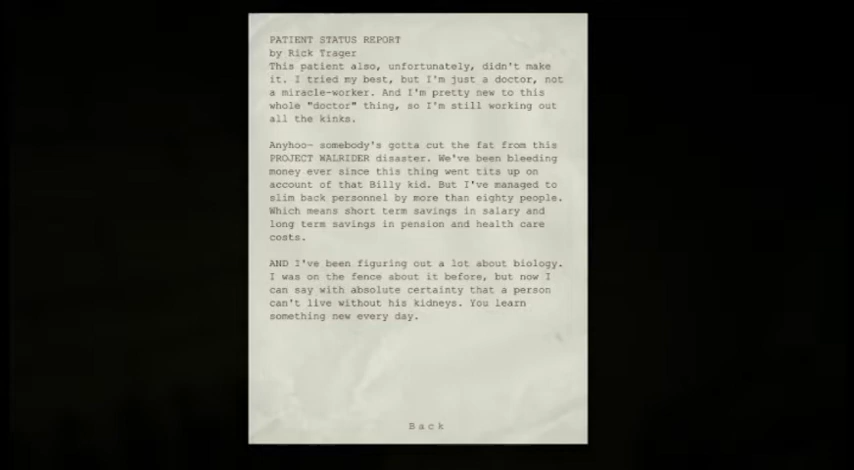 PATIENT STATUS REPORT
by Rick Trager
This patient also, unfortunately, didn't make
it. I tried my best, but I'm just a doctor, not
a miracle-worker. And I'm pretty new to this
whole "doctor" thing, so I'm still working out
all the kinks.
Anyhoo- somebody's gotta cut the fat from this
PROJECT WALRIDER disaster. We've been bleeding
money ever since this thing went tits up on
account of that Billy kid. But I've managed to
slim back personnel by more than eighty people.
Which means short term savings in salary and
long term savings in pension and health care
costs.
AND I've been figuring out a lot about biology.
I was on the fence about it before, but now I
can say with absolute certainty that a person
can't live without his kidneys. You learn
something new every day.
Back